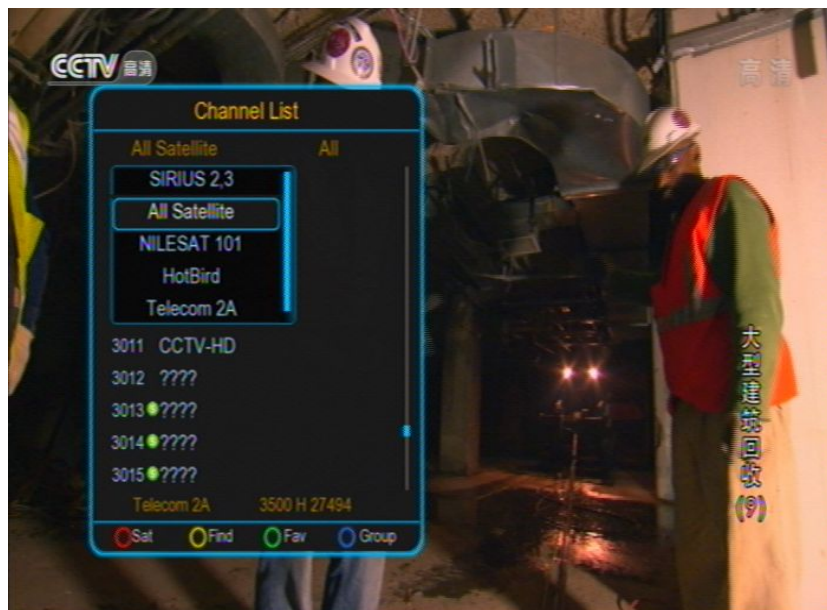 CCTV 高清
高清
Channel List
All Satellite All
SIRIUS 2,3
All Satellite
NILESAT 101
HotBird
Telecom 2A
3011 CCTV-HD
3012 ????
3013 $ ????
3014 $ ????
3015 $ ????
Telecom 2A 3500 H 27494
Sat Find Fav Group
大型建筑回收(9)